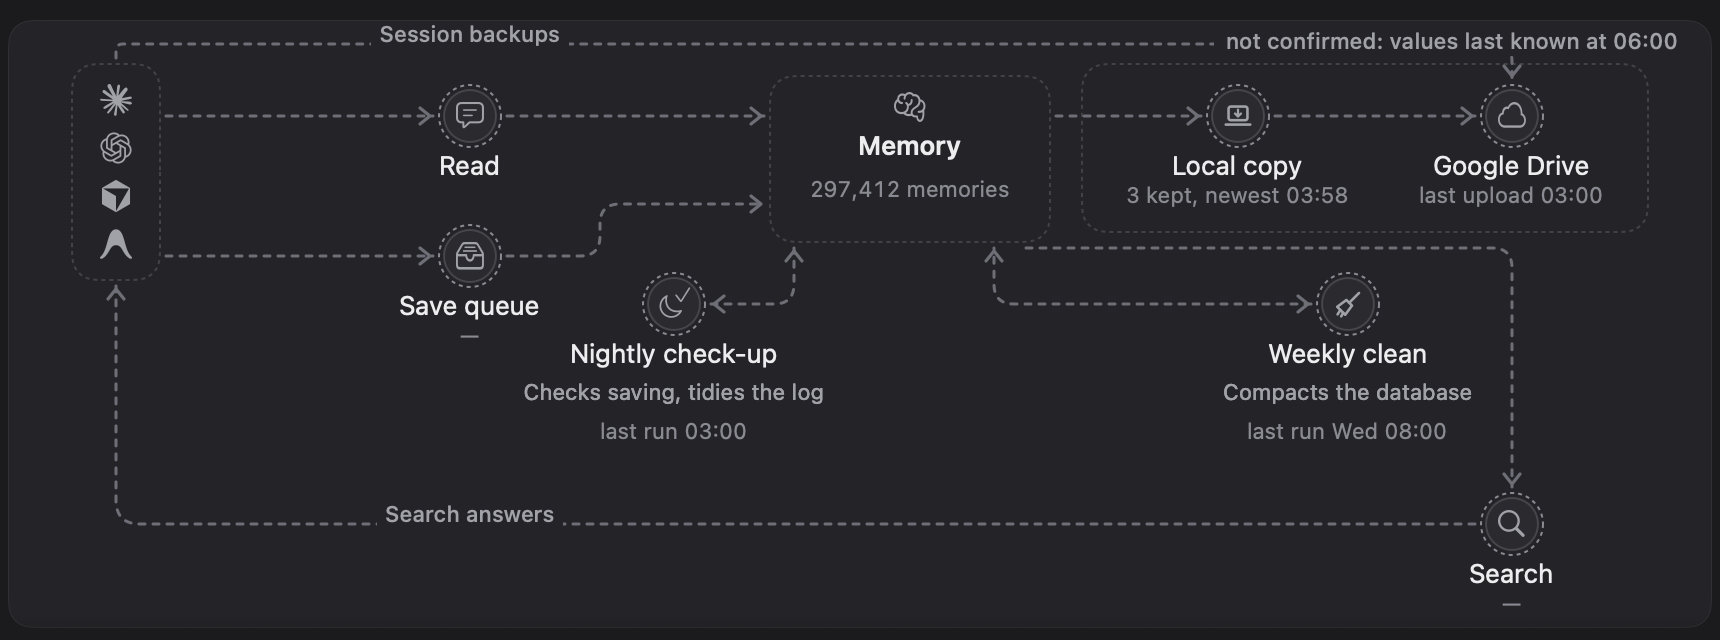 Session backups
not confirmed: values last known at 06:00
Read
Memory
297,412 memories
Local copy
3 kept, newest 03:58
Google Drive
last upload 03:00
Save queue
—
Nightly check-up
Checks saving, tidies the log
last run 03:00
Weekly clean
Compacts the database
last run Wed 08:00
Search answers
Search
—